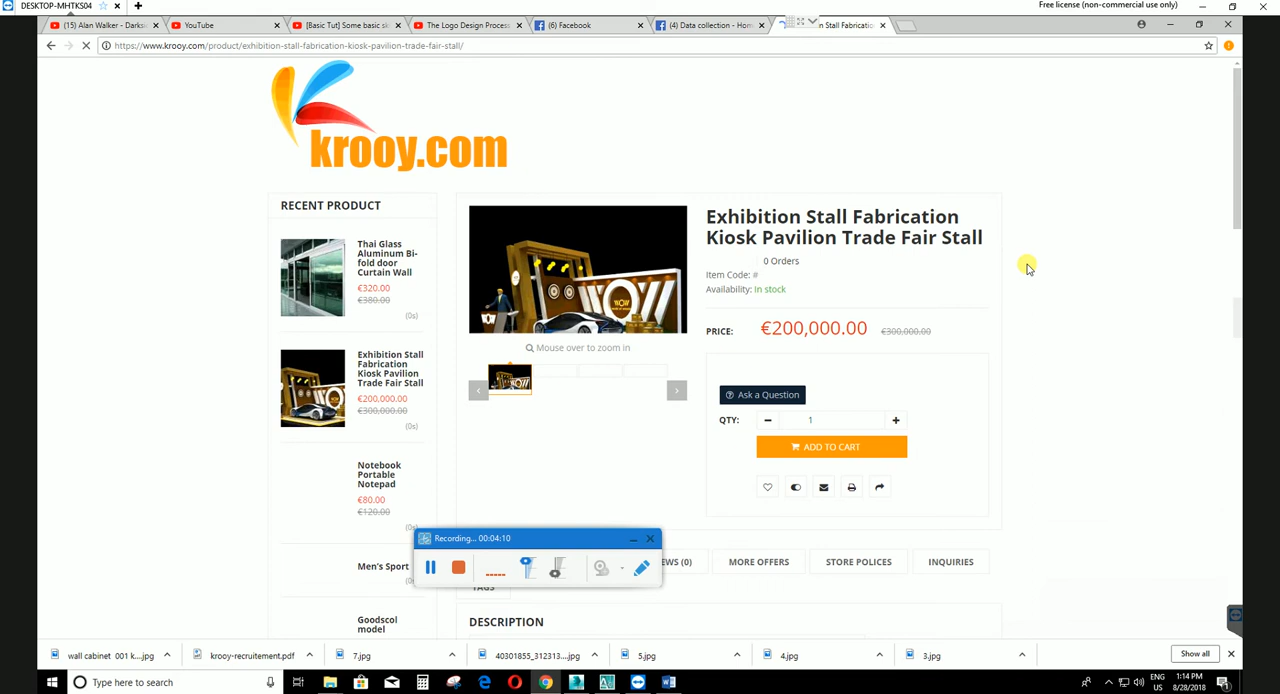 DESKTOP-MHTKS04
Free license (non-commercial use only)
(15) Alan Walker - Darks
YouTube
[Basic Tut] Some basic sk
The Logo Design Process
(6) Facebook
(4) Data collection - Hom
n Stall Fabrication
https://www.krooy.com/product/exhibition-stall-fabrication-kiosk-pavilion-trade-fair-stall/
krooy.com
RECENT PRODUCT
Thai Glass
Aluminum Bi-
fold door
Curtain Wall
€320.00
€380.00
(0s)
Exhibition Stall
Fabrication
Kiosk Pavilion
Trade Fair Stall
€200,000.00
€300,000.00
(0s)
Notebook
Portable
Notepad
€80.00
€120.00
(0s)
Men's Sport
Goodscol
model
WOW
Mouse over to zoom in
Exhibition Stall Fabrication
Kiosk Pavilion Trade Fair Stall
0 Orders
Item Code: #
Availability: In stock
PRICE: €200,000.00 €300,000.00
Ask a Question
QTY: 1
ADD TO CART
Recording... 00:04:10
EWS (0)
MORE OFFERS
STORE POLICES
INQUIRIES
TAGS
DESCRIPTION
wall cabinet 001 k....jpg
krooy-recruitement.pdf
7.jpg
40301855_312313....jpg
5.jpg
4.jpg
3.jpg
Show all
Type here to search
ENG
US
1:14 PM
8/28/2018